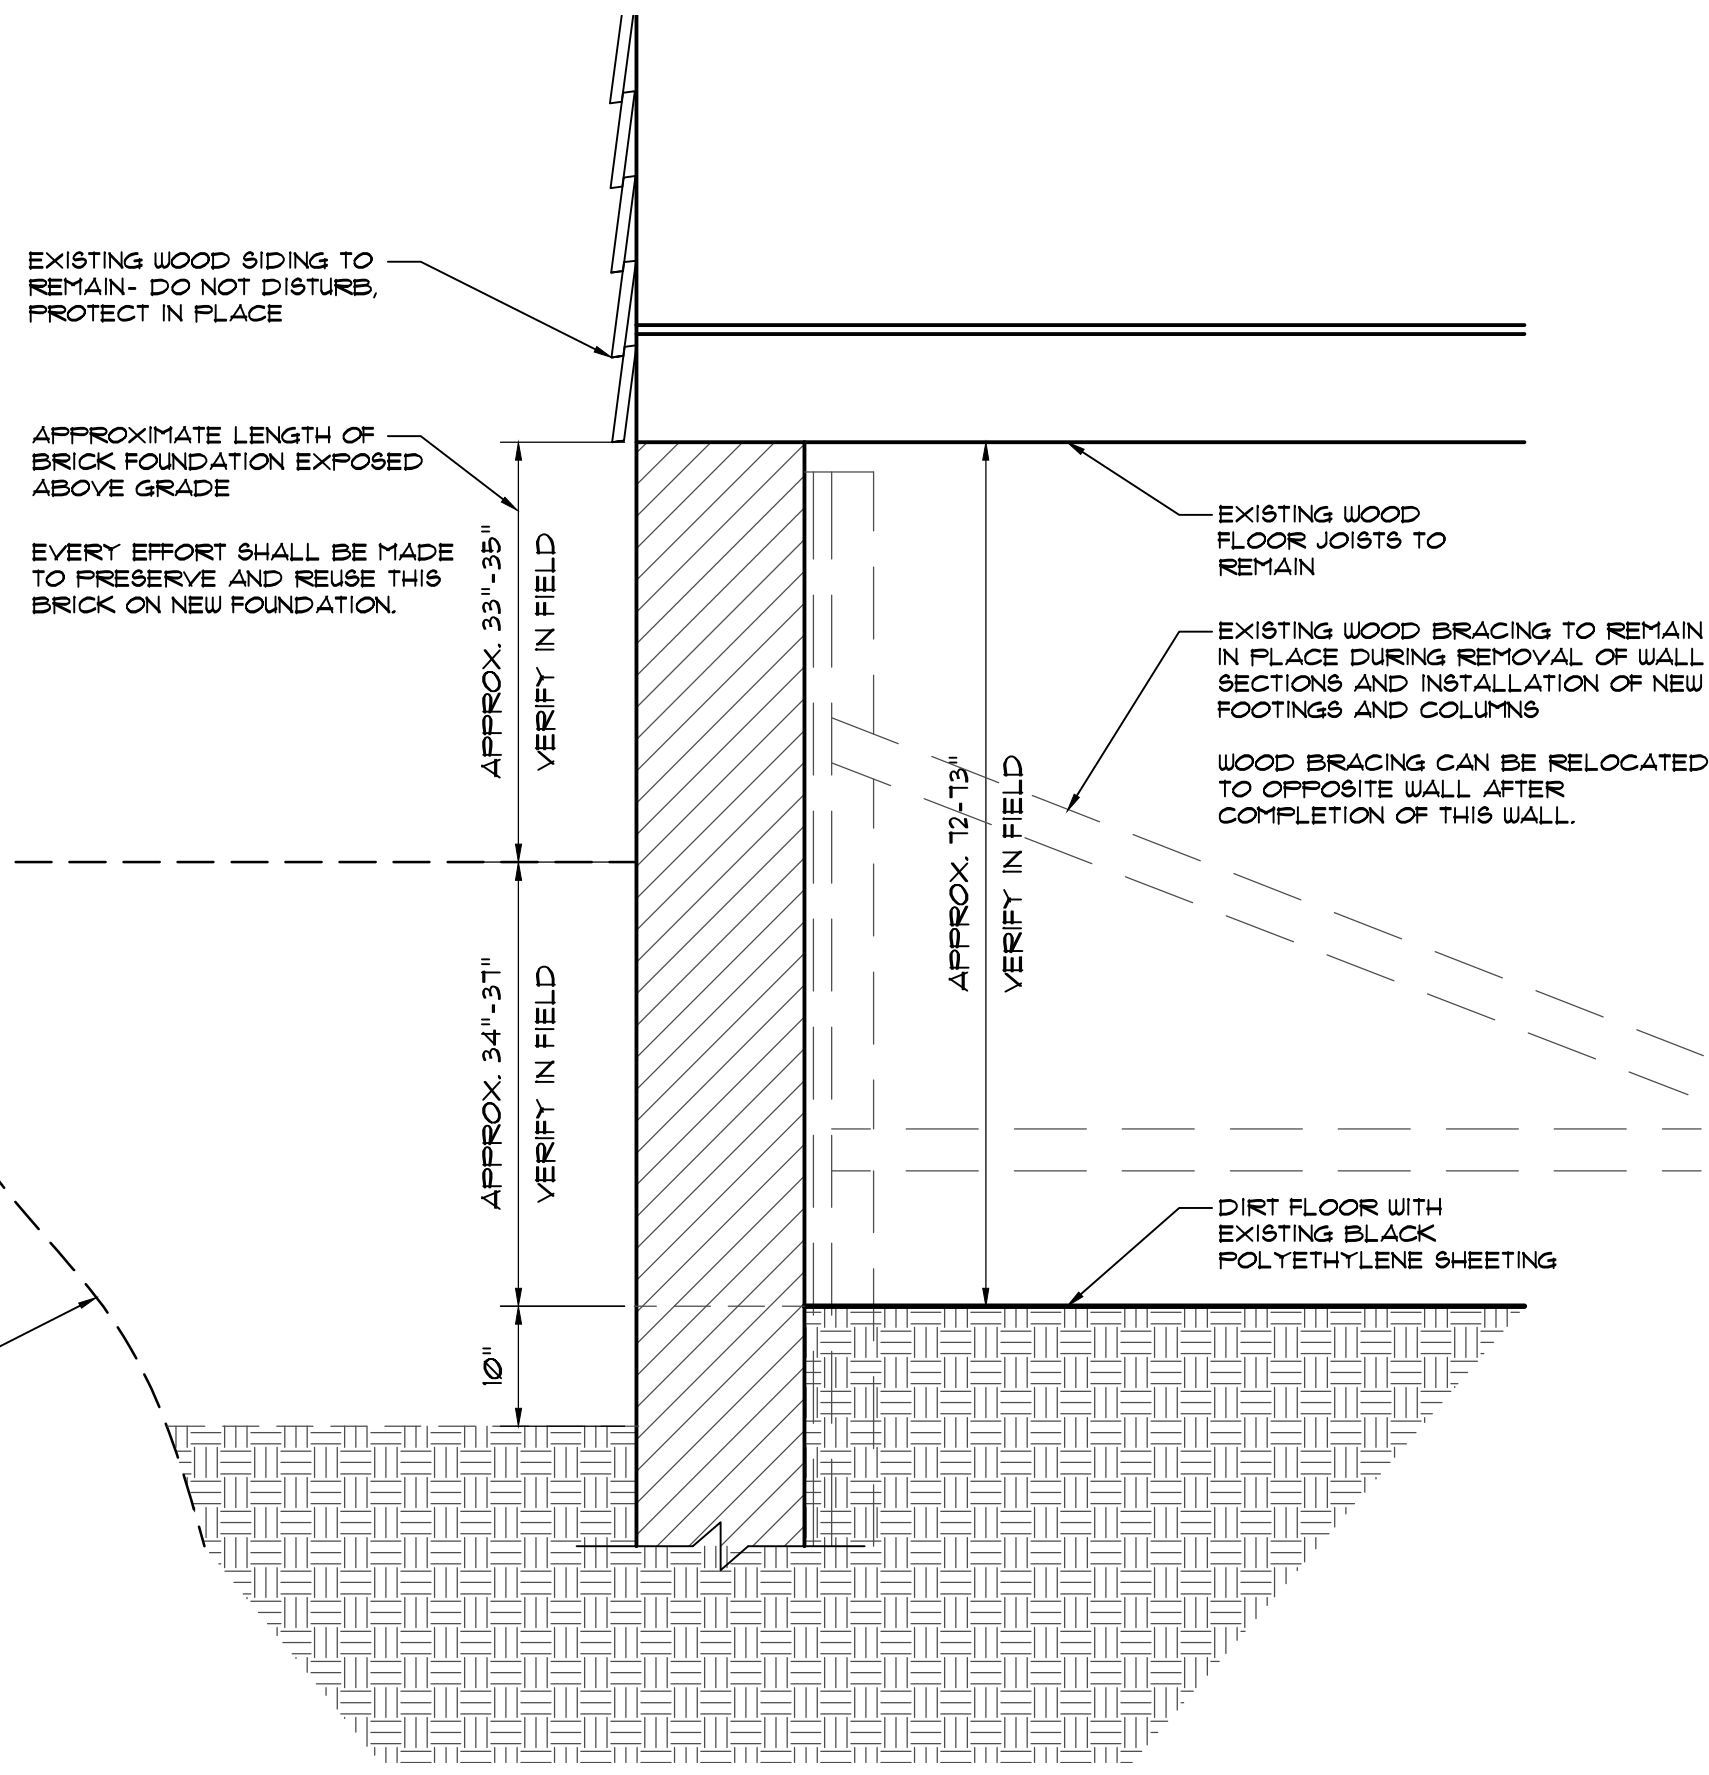 EXISTING WOOD SIDING TO
REMAIN- DO NOT DISTURB,
PROTECT IN PLACE
APPROXIMATE LENGTH OF
BRICK FOUNDATION EXPOSED
ABOVE GRADE
EVERY EFFORT SHALL BE MADE
TO PRESERVE AND REUSE THIS
BRICK ON NEW FOUNDATION.
APPROX. 33"-35"
VERIFY IN FIELD
APPROX. 34"-37"
VERIFY IN FIELD
10"
APPROX. 72-73"
VERIFY IN FIELD
EXISTING WOOD
FLOOR JOISTS TO
REMAIN
EXISTING WOOD BRACING TO REMAIN
IN PLACE DURING REMOVAL OF WALL
SECTIONS AND INSTALLATION OF NEW
FOOTINGS AND COLUMNS
WOOD BRACING CAN BE RELOCATED
TO OPPOSITE WALL AFTER
COMPLETION OF THIS WALL.
DIRT FLOOR WITH
EXISTING BLACK
POLYETHYLENE SHEETING